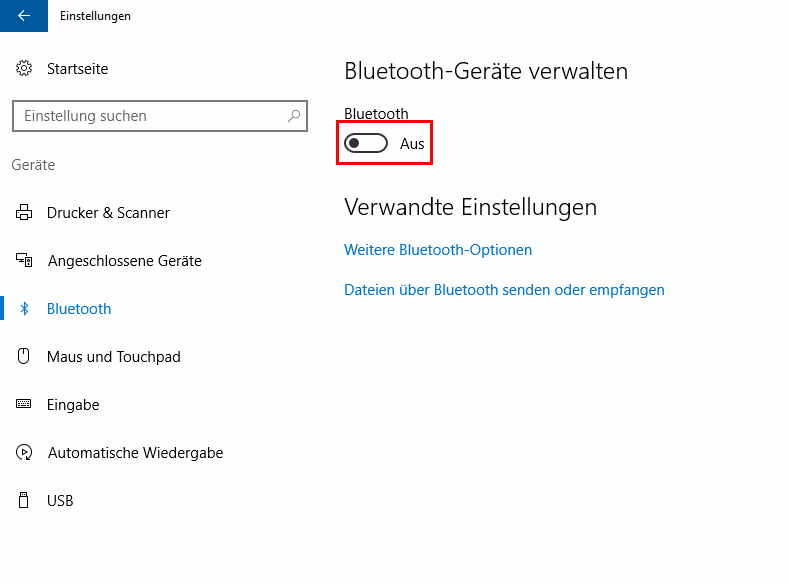 Einstellungen
Startseite
Einstellung suchen
Geräte
Drucker & Scanner
Angeschlossene Geräte
Bluetooth
Maus und Touchpad
Eingabe
Automatische Wiedergabe
USB
Bluetooth-Geräte verwalten
Bluetooth
Aus
Verwandte Einstellungen
Weitere Bluetooth-Optionen
Dateien über Bluetooth senden oder empfangen